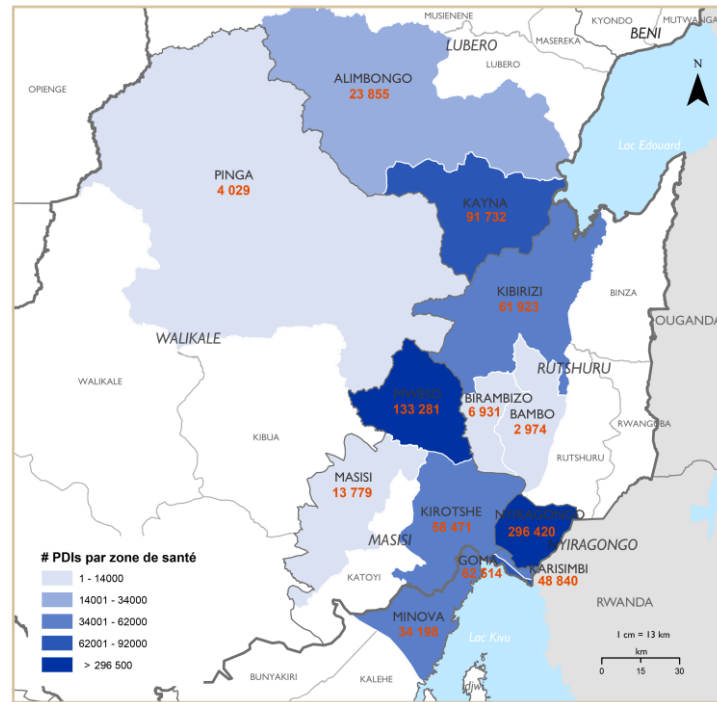 MUSIENENE
KYONDO
MUTWANGA
BENI
MASEREKA
LUBERO
LUBERO
OPIENGE
ALIMBONGO
23 855
N
Lac Edouard
PINGA
4 029
KAYNA
91 732
KIBIRIZI
61 023
BINZA
OUGANDA
WALIKALE
RUTSHURU
WALIKALE
MWESO
133 281
BIRAMBIZO
6 931
BAMBO
2 974
RWANGUBA
KIBUA
RUTSHURU
MASISI
13 779
KIROTSHE
58 471
NYIRAGONGO
296 420
MASISI
NYIRAGONGO
GOMA
62 514
KARISIMBI
48 840
KATOYI
RWANDA
MINOVA
34 198
Lac Kivu
BUNYAKIRI
KALEHE
djwi
# PDIs par zone de santé
1 - 14000
14001 - 34000
34001 - 62000
62001 - 92000
> 296 500
1 cm = 13 km
km
0 15 30